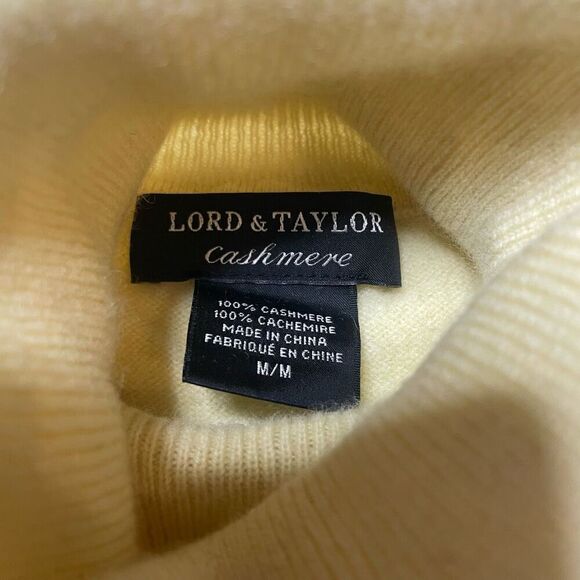 LORD & TAYLOR
cashmere
100% CASHMERE
100% CACHEMIRE
MADE IN CHINA
FABRIQUÉ EN CHINE
M/M